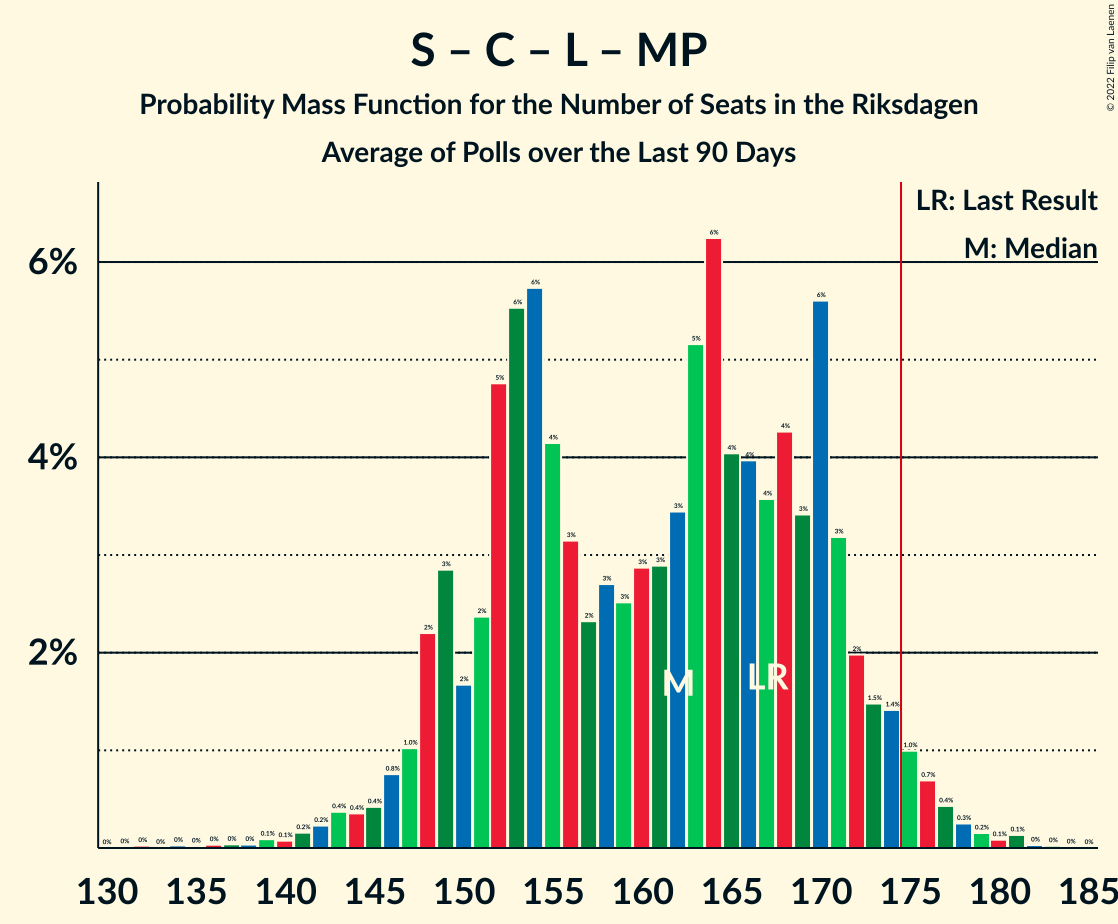 S – C – L – MP
Probability Mass Function for the Number of Seats in the Riksdagen
Average of Polls over the Last 90 Days
© 2022 Filip van Laenen
LR: Last Result
M: Median
6%
4%
2%
0% 0% 0% 0% 0% 0% 0% 0% 0% 0.1% 0.1% 0.2% 0.2% 0.4% 0.4% 0.4% 0.8% 1.0% 2% 3% 2% 2% 5% 6% 6% 4% 3% 2% 3% 3% 3% 3% 3% 5% 6% 4% 4% 4% 4% 3% 6% 3% 2% 1.5% 1.4% 1.0% 0.7% 0.4% 0.3% 0.2% 0.1% 0.1% 0% 0% 0% 0%
M LR
130 135 140 145 150 155 160 165 170 175 180 185